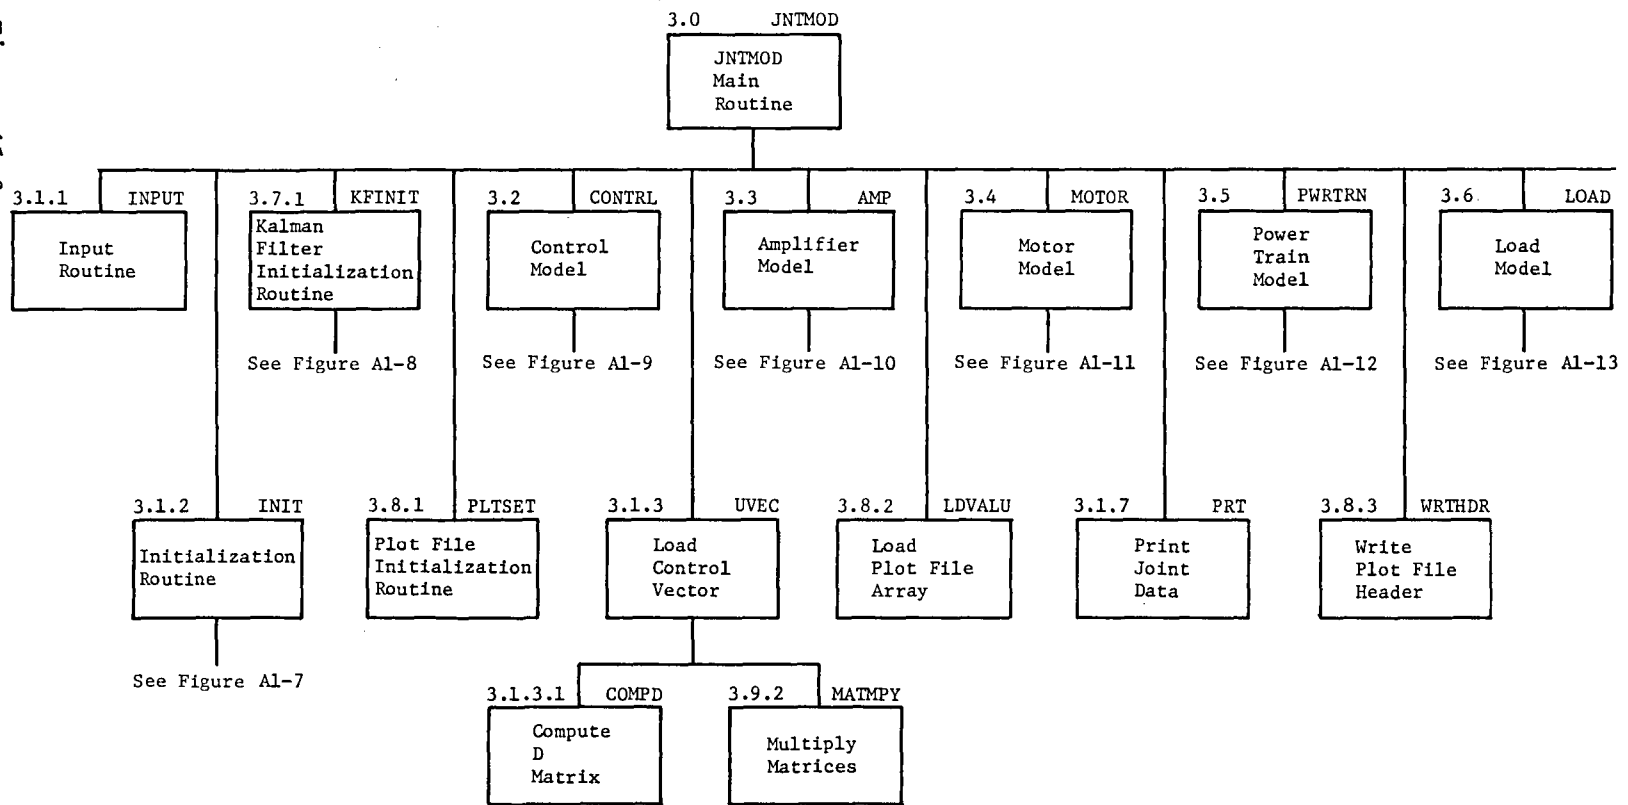 3.0 JNTMOD
JNTMOD
Main
Routine
3.1.1 INPUT
Input
Routine
3.7.1 KFINIT
Kalman
Filter
Initialization
Routine
See Figure A1-8
3.2 CONTRL
Control
Model
See Figure A1-9
3.3 AMP
Amplifier
Model
See Figure A1-10
3.4 MOTOR
Motor
Model
See Figure A1-11
3.5 PWRTRN
Power
Train
Model
See Figure A1-12
3.6 LOAD
Load
Model
See Figure A1-13
3.1.2 INIT
Initialization
Routine
See Figure A1-7
3.8.1 PLTSET
Plot File
Initialization
Routine
3.1.3 UVEC
Load
Control
Vector
3.8.2 LDVALU
Load
Plot File
Array
3.1.7 PRT
Print
Joint
Data
3.8.3 WRTHDR
Write
Plot File
Header
3.1.3.1 COMPD
Compute
D
Matrix
3.9.2 MATMPY
Multiply
Matrices